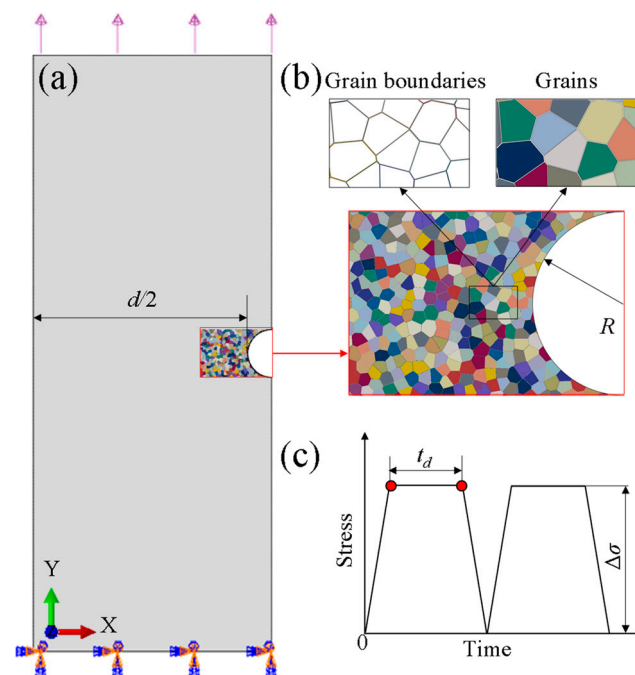 (a)
(b)
Grain boundaries
Grains
d/2
R
(c)
t_d
Stress
Δσ
Y
X
0
Time